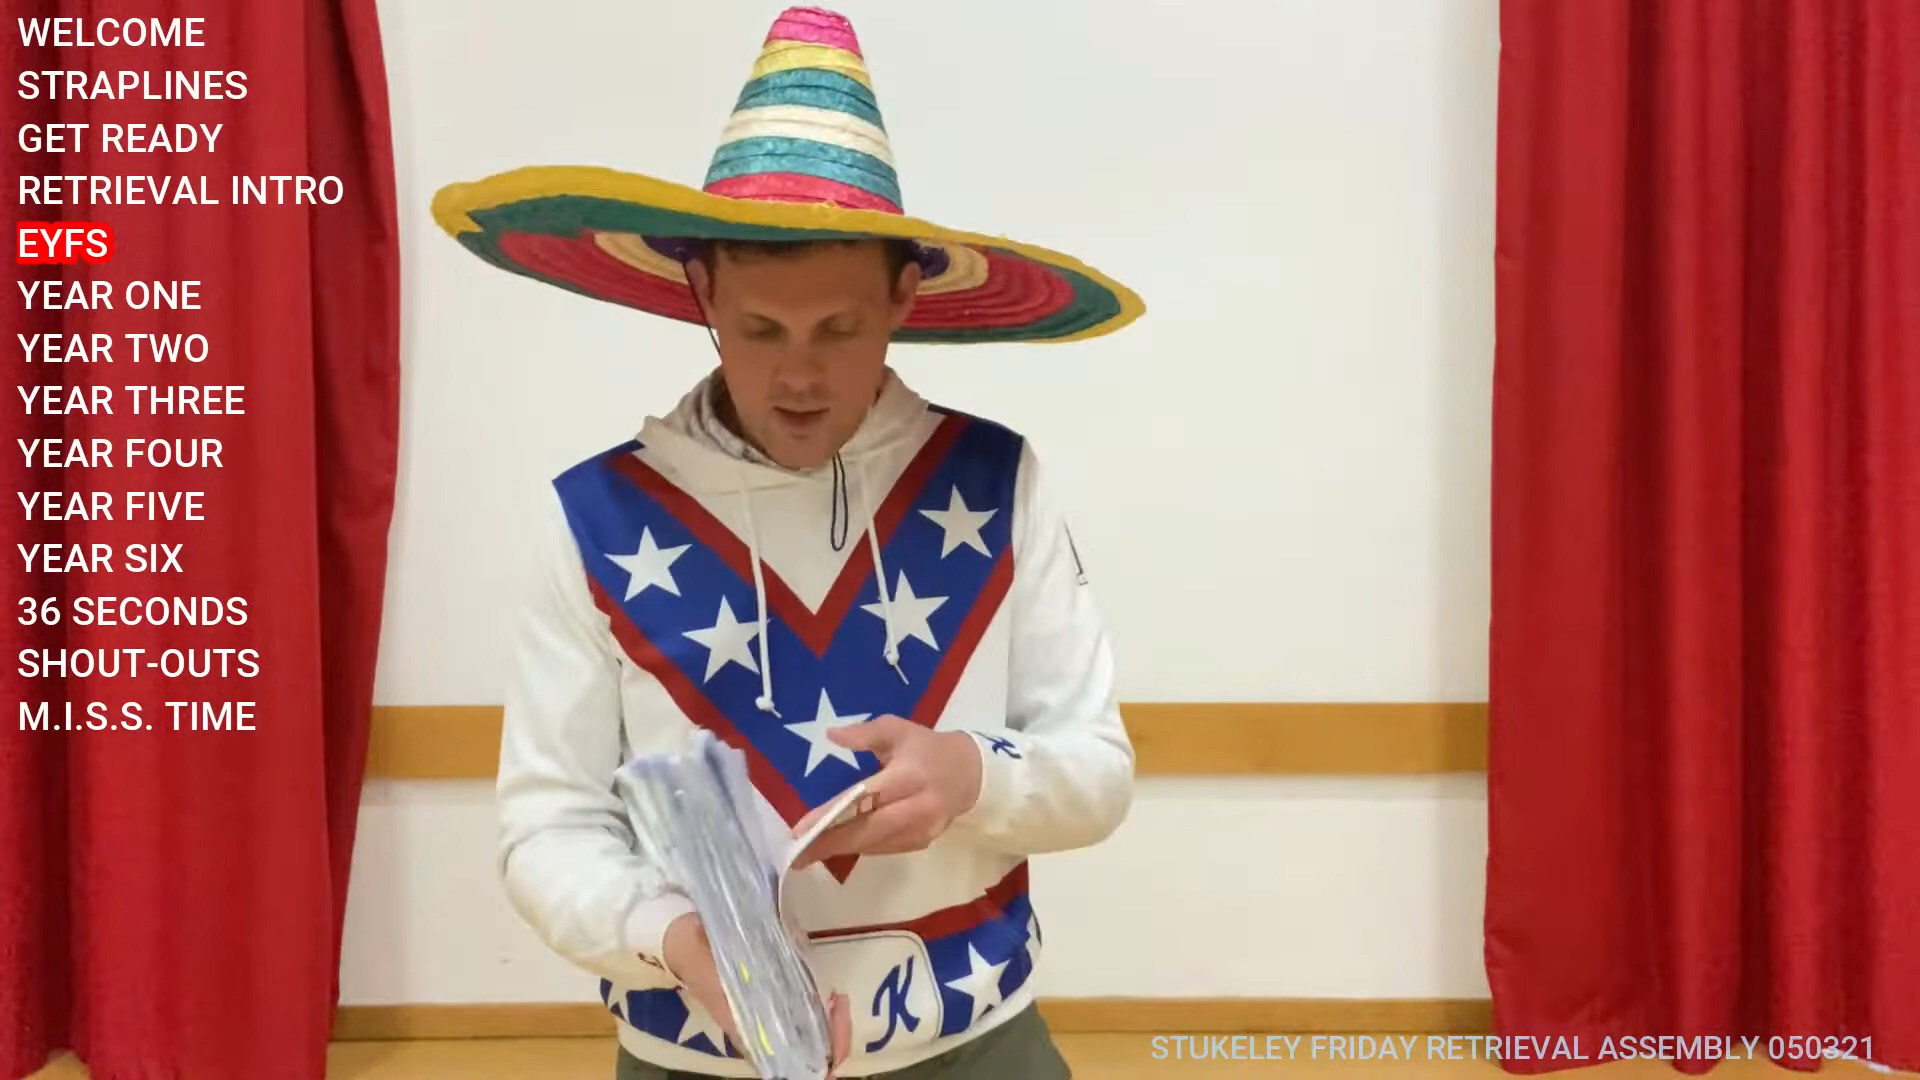 WELCOME
STRAPLINES
GET READY
RETRIEVAL INTRO
EYFS
YEAR ONE
YEAR TWO
YEAR THREE
YEAR FOUR
YEAR FIVE
YEAR SIX
36 SECONDS
SHOUT-OUTS
M.I.S.S. TIME
K
STUKELEY FRIDAY RETRIEVAL ASSEMBLY 050321